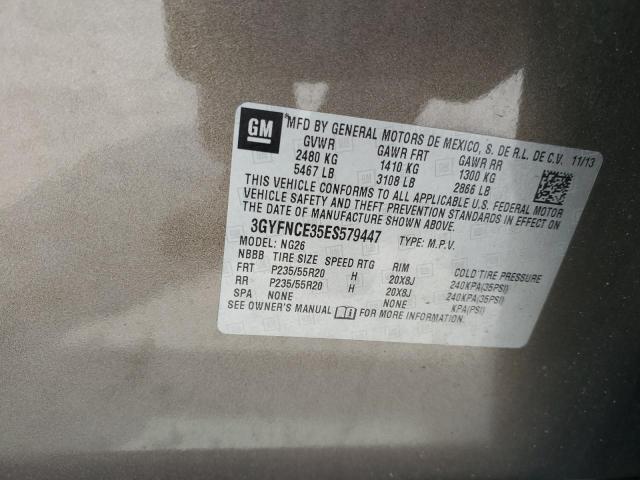 GM
MFD BY GENERAL MOTORS DE MEXICO, S. DE R.L. DE C.V. 11/13
GVWR GAWR FRT GAWR RR
2480 KG 1410 KG 1300 KG
5467 LB 3108 LB 2866 LB
THIS VEHICLE CONFORMS TO ALL APPLICABLE U.S. FEDERAL MOTOR
VEHICLE SAFETY AND THEFT PREVENTION STANDARDS IN EFFECT ON
THE DATE OF MANUFACTURE SHOWN ABOVE.
3GYFNCE35ES579447 TYPE: M.P.V.
MODEL: NG26
NBBB TIRE SIZE SPEED RTG RIM COLD TIRE PRESSURE
FRT P235/55R20 H 20X8J 240KPA(35PSI)
RR P235/55R20 H 20X8J 240KPA(35PSI)
SPA NONE NONE KPA(PSI)
SEE OWNER'S MANUAL FOR MORE INFORMATION.